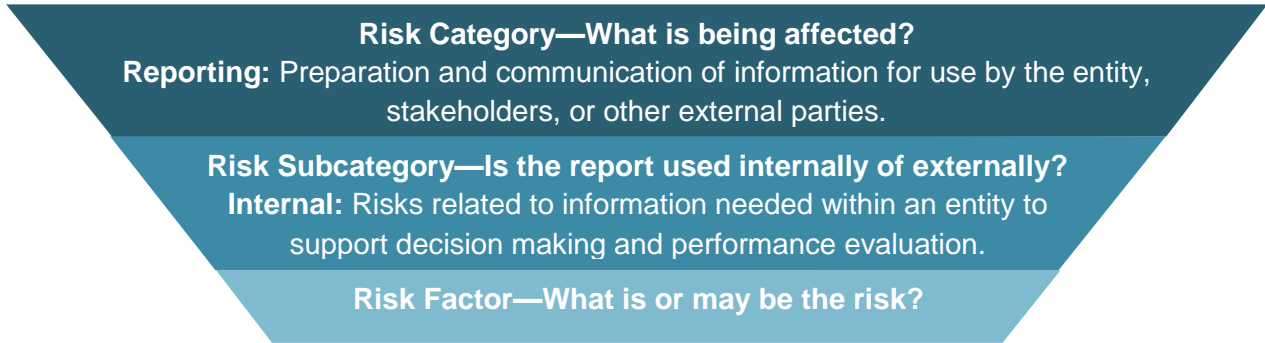 Risk Category—What is being affected?
Reporting: Preparation and communication of information for use by the entity,
stakeholders, or other external parties.
Risk Subcategory—Is the report used internally of externally?
Internal: Risks related to information needed within an entity to
support decision making and performance evaluation.
Risk Factor—What is or may be the risk?